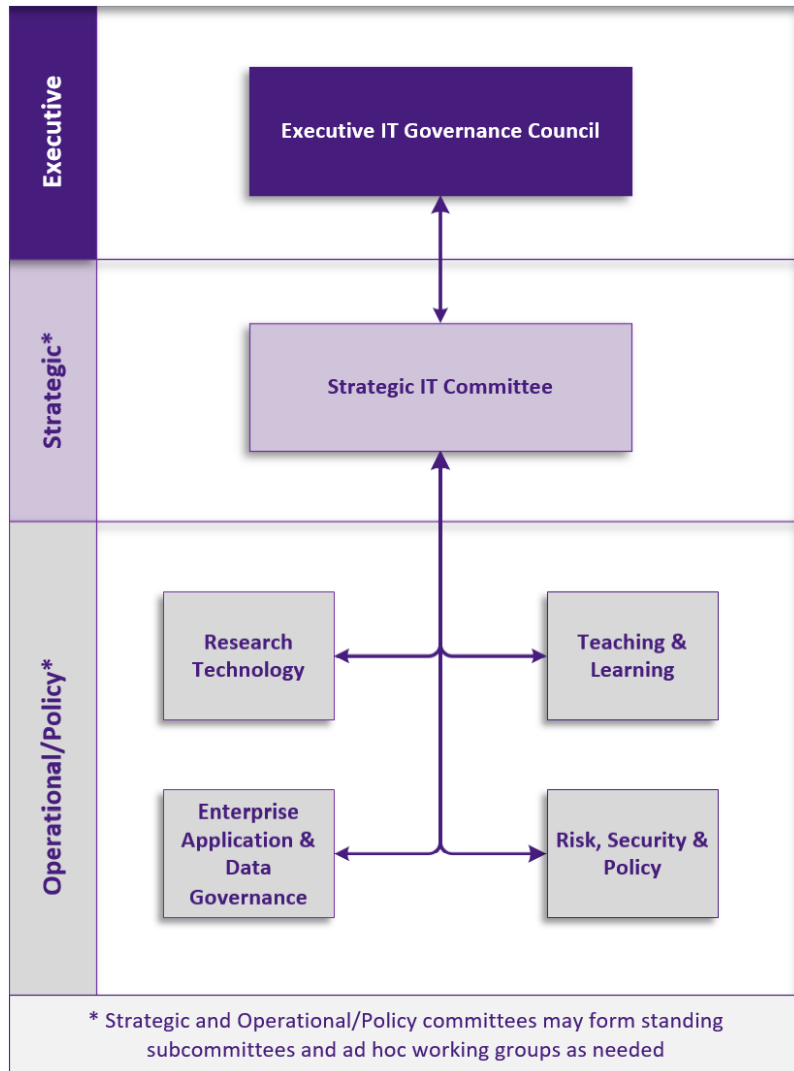 Executive
Executive IT Governance Council
Strategic*
Strategic IT Committee
Operational/Policy*
Research
Technology
Teaching &
Learning
Enterprise
Application &
Data
Governance
Risk, Security &
Policy
* Strategic and Operational/Policy committees may form standing
subcommittees and ad hoc working groups as needed